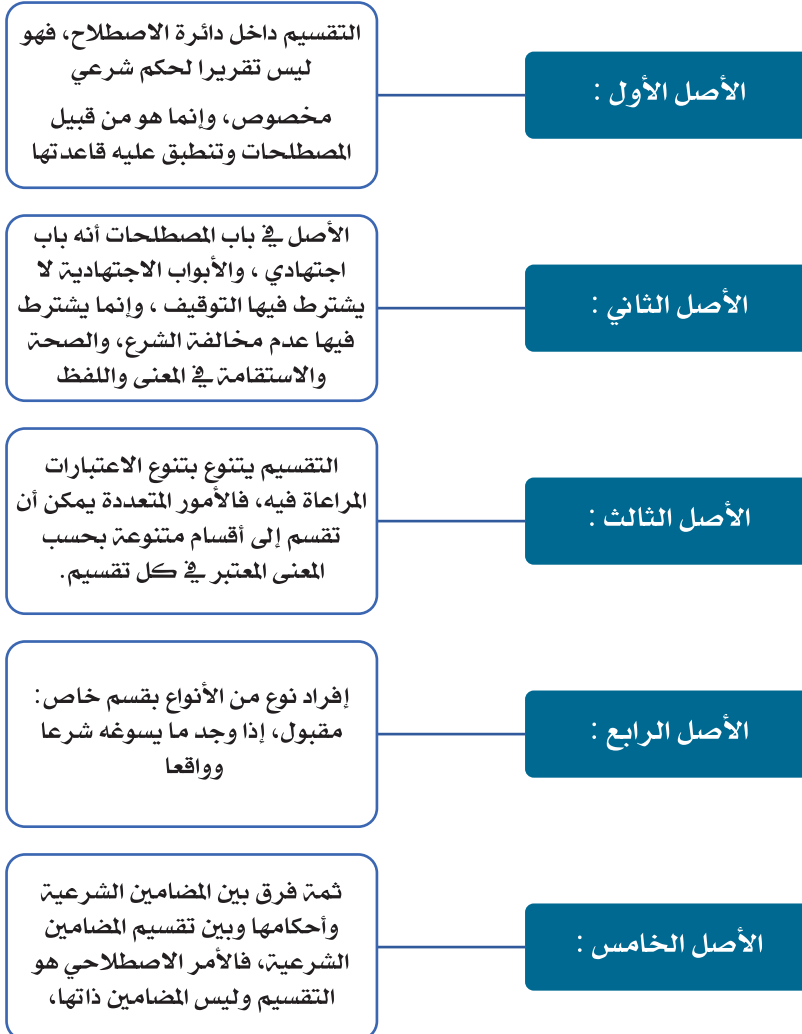 الأصل الأول :
التقسيم داخل دائرة الاصطلاح، فهو
ليس تقريرا لحكم شرعي
مخصوص، وإنما هو من قبيل
المصطلحات وتنطبق عليه قاعدتها
الأصل الثاني :
الأصل في باب المصطلحات أنه باب
اجتهادي ، والأبواب الاجتهادية لا
يشترط فيها التوقيف ، وإنما يشترط
فيها عدم مخالفة الشرع، والصحة
والاستقامة في المعنى واللفظ
الأصل الثالث :
التقسيم يتنوع بتنوع الاعتبارات
المراعاة فيه، فالأمور المتعددة يمكن أن
تقسم إلى أقسام متنوعة بحسب
المعنى المعتبر في كل تقسيم.
الأصل الرابع :
إفراد نوع من الأنواع بقسم خاص:
مقبول، إذا وجد ما يسوغه شرعا
وواقعا
الأصل الخامس :
ثمة فرق بين المضامين الشرعية
وأحكامها وبين تقسيم المضامين
الشرعية، فالأمر الاصطلاحي هو
التقسيم وليس المضامين ذاتها،